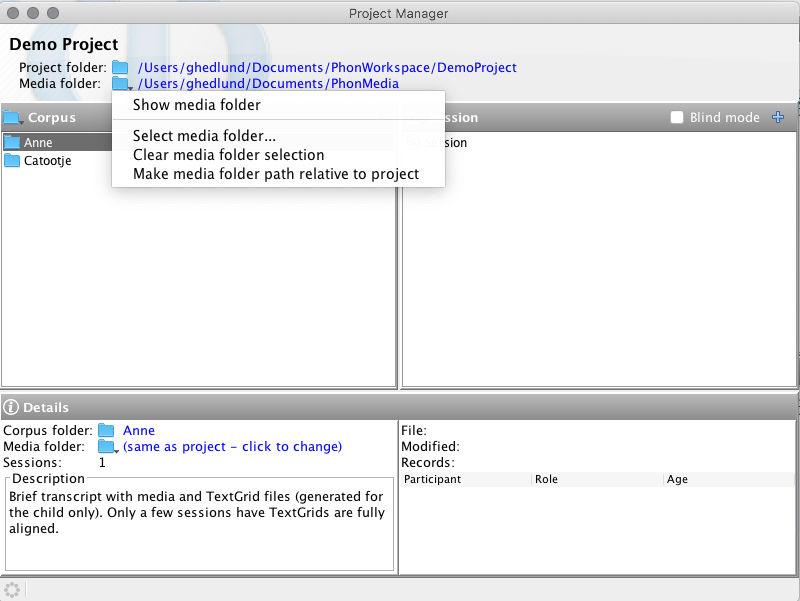 Project Manager
Demo Project
Project folder: /Users/ghedlund/Documents/PhonWorkspace/DemoProject
Media folder: /Users/ghedlund/Documents/PhonMedia
Show media folder
Select media folder...
Clear media folder selection
Make media folder path relative to project
Corpus
ssion
Blind mode
Anne
ession
Catootje
Details
Corpus folder: Anne
Media folder: (same as project - click to change)
Sessions: 1
Description
Brief transcript with media and TextGrid files (generated for
the child only). Only a few sessions have TextGrids are fully
aligned.
File:
Modified:
Records:
Participant Role Age